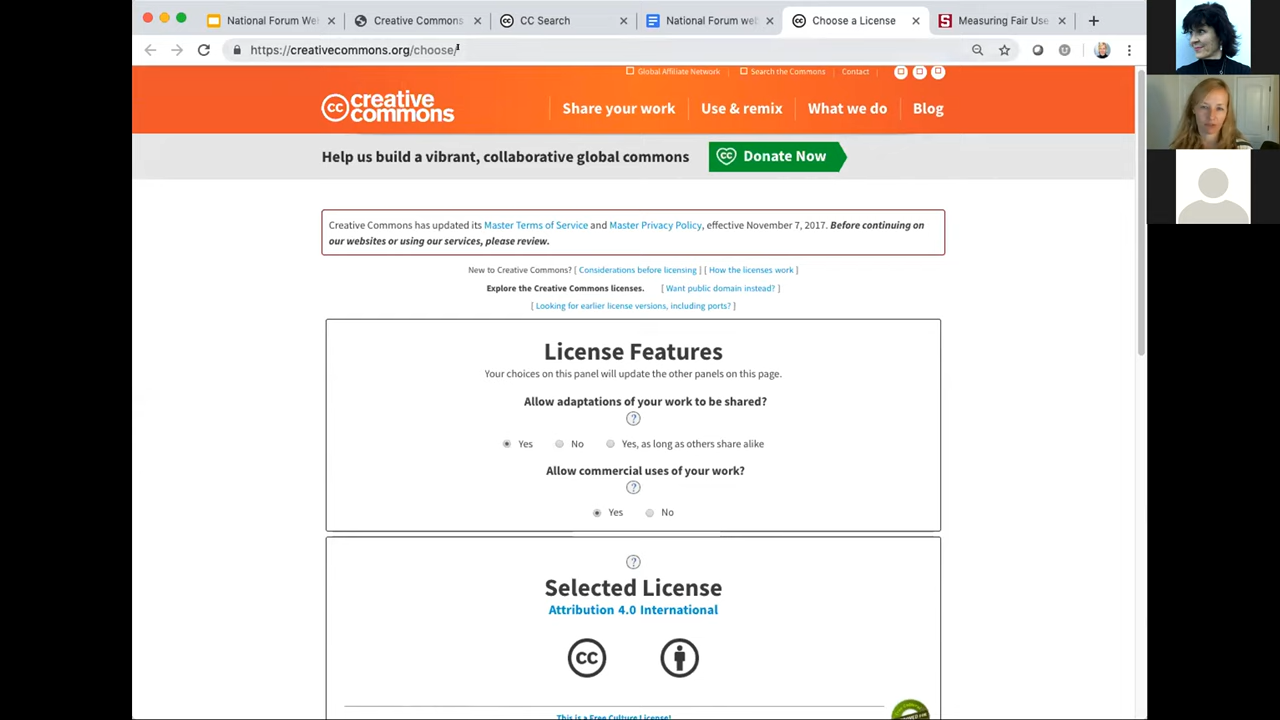 National Forum We
Creative Commons
CC Search
National Forum we
Choose a License
Measuring Fair Use
https://creativecommons.org/choose/
Global Affiliate Network
Search the Commons
Contact
cc creative commons
Share your work
Use & remix
What we do
Blog
Help us build a vibrant, collaborative global commons
Donate Now
Creative Commons has updated its Master Terms of Service and Master Privacy Policy, effective November 7, 2017. Before continuing on
our websites or using our services, please review.
New to Creative Commons? [ Considerations before licensing ] [ How the licenses work ]
Explore the Creative Commons licenses. [ Want public domain instead? ]
[ Looking for earlier license versions, including ports? ]
License Features
Your choices on this panel will update the other panels on this page.
Allow adaptations of your work to be shared?
?
Yes No Yes, as long as others share alike
Allow commercial uses of your work?
?
Yes No
?
Selected License
Attribution 4.0 International
cc
This is a Free Culture License!